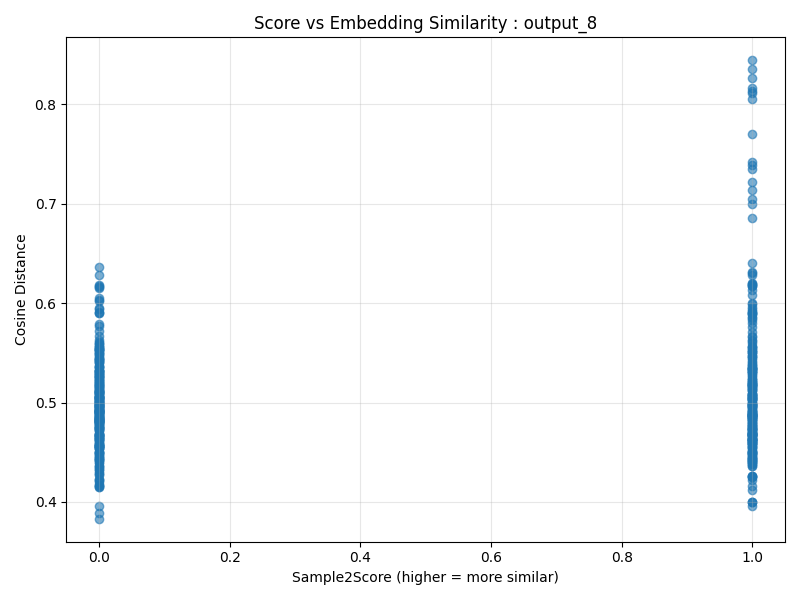 Score vs Embedding Similarity : output_8
Cosine Distance
0.8
0.7
0.6
0.5
0.4
0.0 0.2 0.4 0.6 0.8 1.0
Sample2Score (higher = more similar)